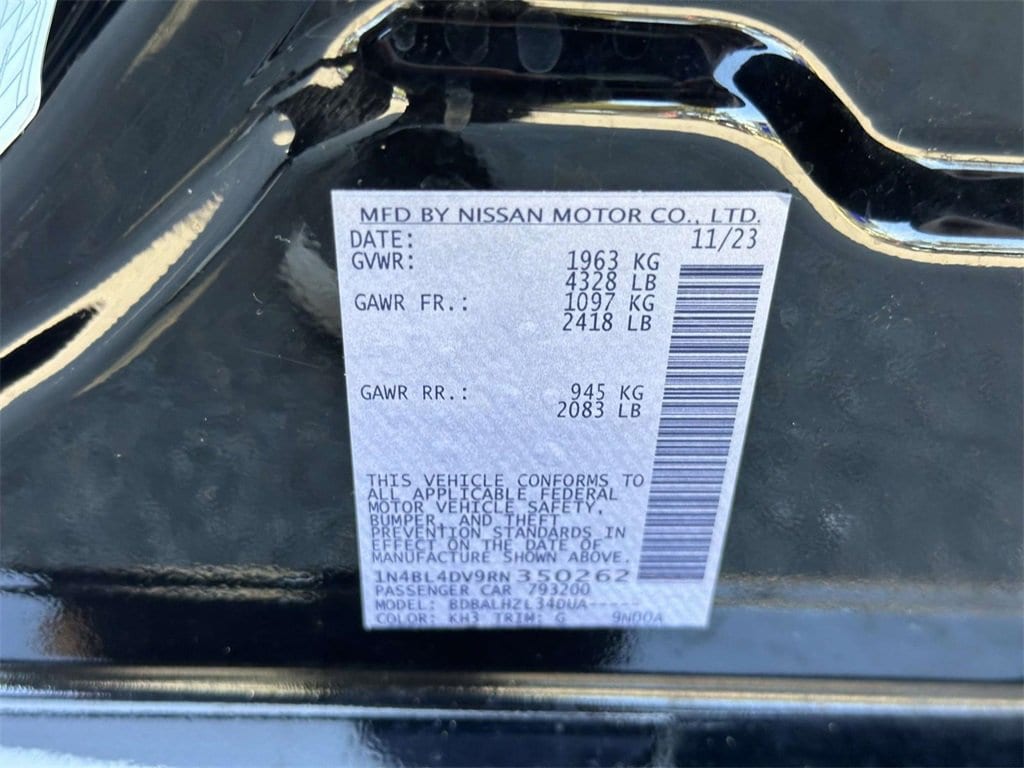 MFD BY NISSAN MOTOR CO., LTD.
DATE: 11/23
GVWR: 1963 KG
4328 LB
GAWR FR.: 1097 KG
2418 LB
GAWR RR.: 945 KG
2083 LB
THIS VEHICLE CONFORMS TO
ALL APPLICABLE FEDERAL
MOTOR VEHICLE SAFETY,
BUMPER, AND THEFT
PREVENTION STANDARDS IN
EFFECT ON THE DATE OF
MANUFACTURE SHOWN ABOVE.
1N4BL4DV9RN350262
PASSENGER CAR 793200
MODEL: BDBALHZL34DUA-----
COLOR: KH3 TRIM: G 9N00A